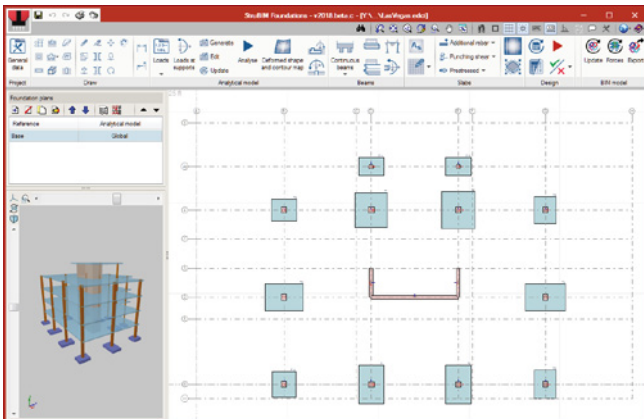 StruBIM Foundations - v2018.beta.c - [Y:\...\LasVegas.edst]
General data
Loads
Loads at supports
Generate
Edit
Update
Analyse
Deformed shape and contour map
Continuous beams
Additional rebar
Punching shear
Prestressed
Update
Forces
Export
Project
Draw
Analytical model
Beams
Slabs
Design
BIM model
Foundation plans
Reference
Analytical model
Base
Global